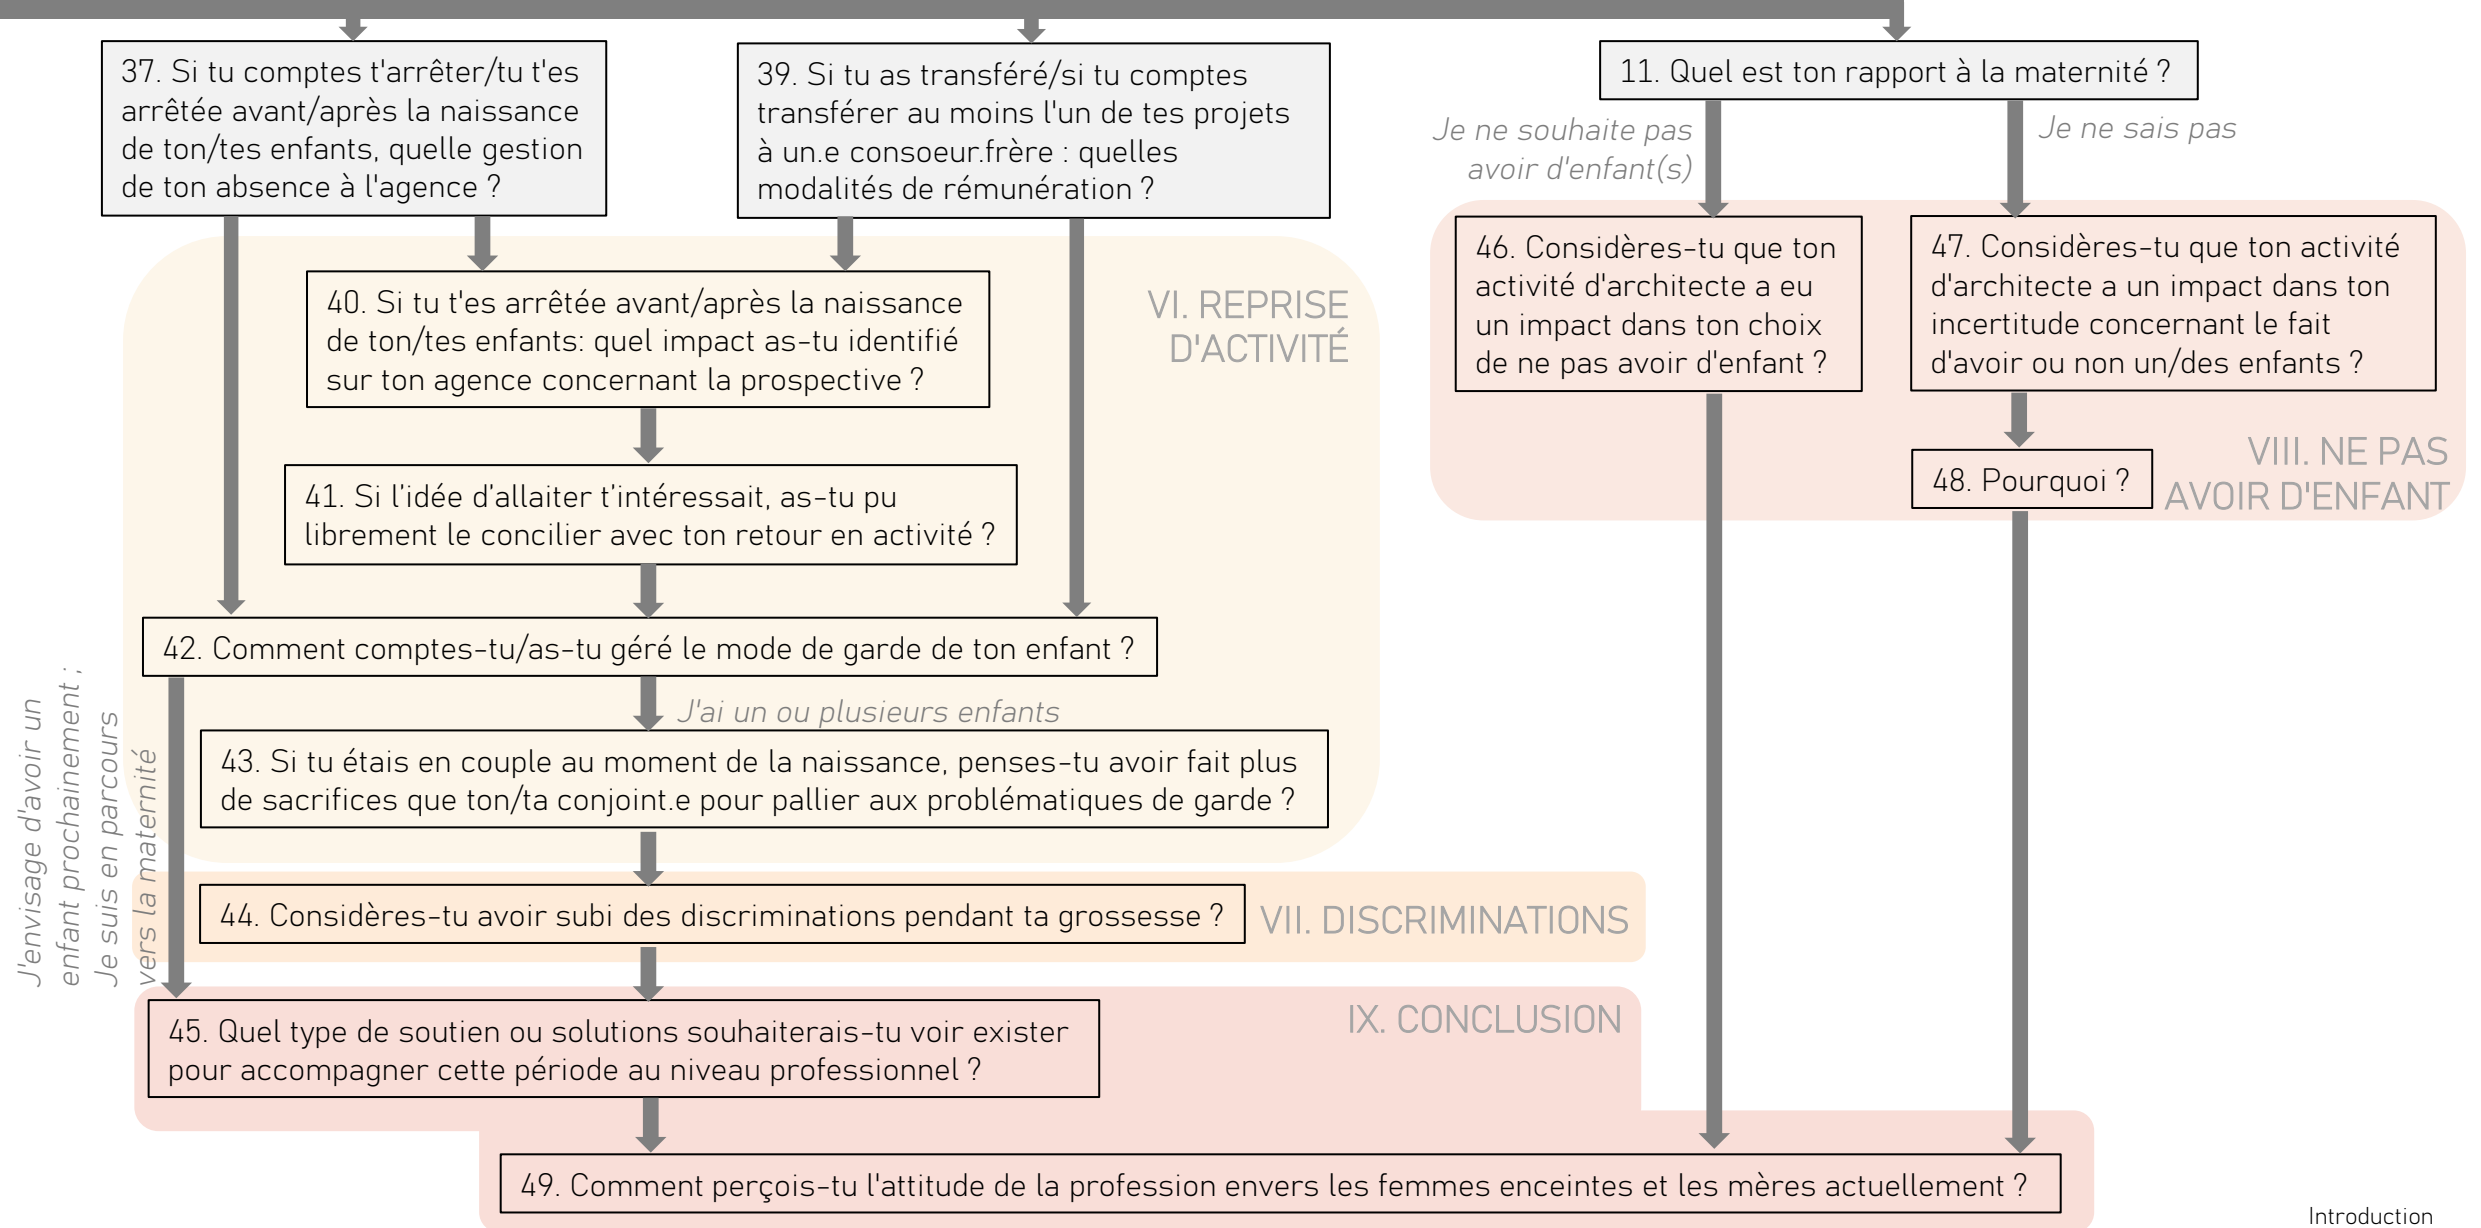 37. Si tu comptes t'arrêter/tu t'es
arrêtée avant/après la naissance
de ton/tes enfants, quelle gestion
de ton absence à l'agence ?
39. Si tu as transféré/si tu comptes
transférer au moins l'un de tes projets
à un.e consoeur.frère : quelles
modalités de rémunération ?
11. Quel est ton rapport à la maternité ?
Je ne souhaite pas
avoir d'enfant(s)
Je ne sais pas
46. Considères-tu que ton
activité d'architecte a eu
un impact dans ton choix
de ne pas avoir d'enfant ?
47. Considères-tu que ton activité
d'architecte a un impact dans ton
incertitude concernant le fait
d'avoir ou non un/des enfants ?
48. Pourquoi ?
VIII. NE PAS
AVOIR D'ENFANT
VI. REPRISE
D'ACTIVITÉ
40. Si tu t'es arrêtée avant/après la naissance
de ton/tes enfants: quel impact as-tu identifié
sur ton agence concernant la prospective ?
41. Si l'idée d'allaiter t'intéressait, as-tu pu
librement le concilier avec ton retour en activité ?
42. Comment comptes-tu/as-tu géré le mode de garde de ton enfant ?
J'envisage d'avoir un
enfant prochainement ;
Je suis en parcours
vers la maternité
J'ai un ou plusieurs enfants
43. Si tu étais en couple au moment de la naissance, penses-tu avoir fait plus
de sacrifices que ton/ta conjoint.e pour pallier aux problématiques de garde ?
44. Considères-tu avoir subi des discriminations pendant ta grossesse ?
VII. DISCRIMINATIONS
IX. CONCLUSION
45. Quel type de soutien ou solutions souhaiterais-tu voir exister
pour accompagner cette période au niveau professionnel ?
49. Comment perçois-tu l'attitude de la profession envers les femmes enceintes et les mères actuellement ?
Introduction